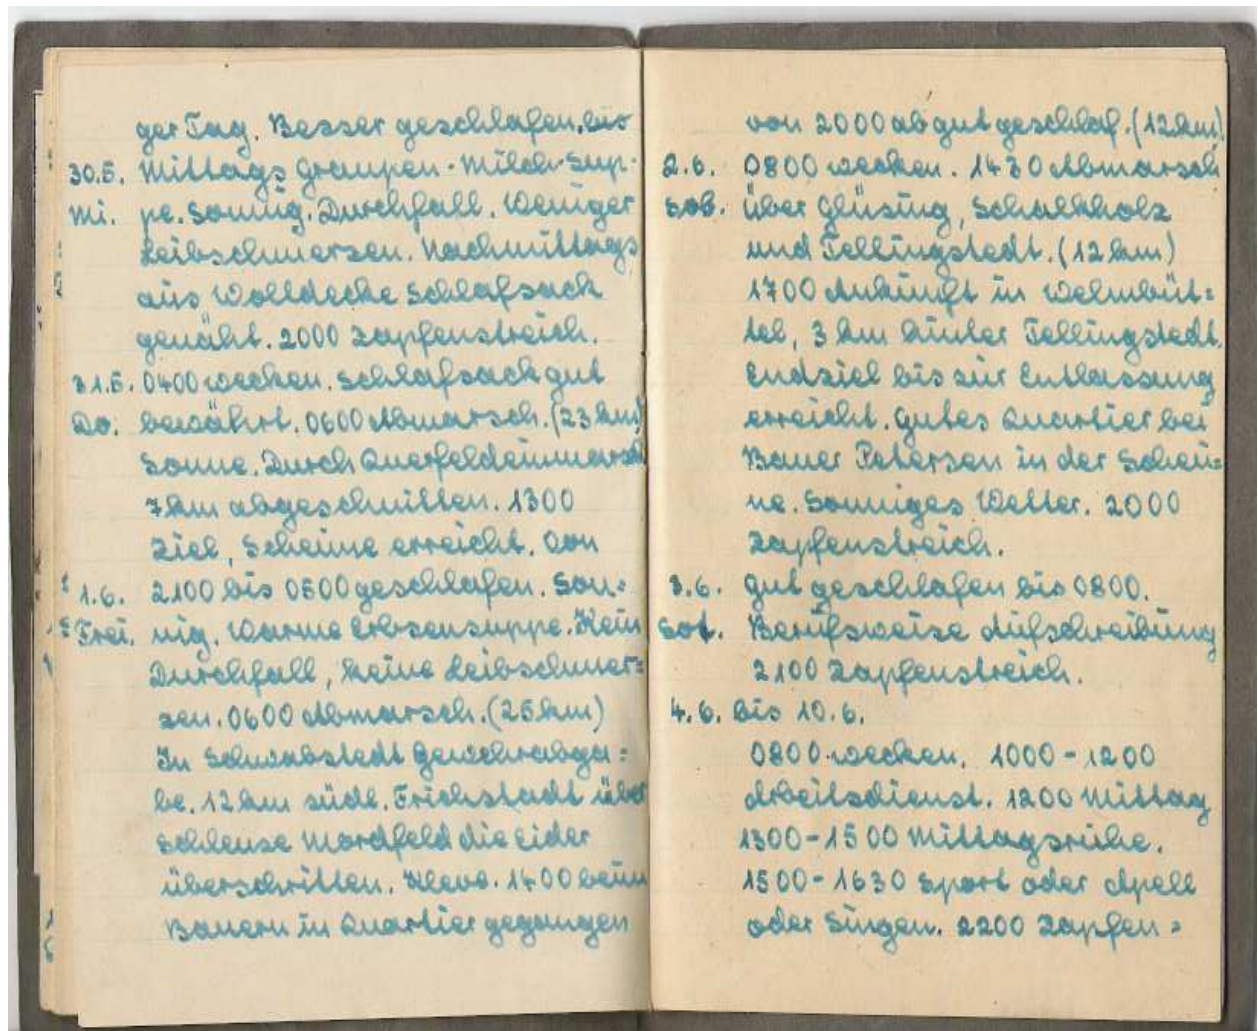 ger Tag. Besser geschlafen, bis
30.5. Mittags Graupen-Milch-Sup-
Mi. pe. Sonnig. Durchfall. Weniger
Leibschmerzen. Nachmittags
aus Wolldecke Schlafsack
genäht. 2000 Zapfenstreich.
31.5. 0400 wecken. Schlafsack gut
Do. bewährt. 0600 Abmarsch. (23 km)
Sonne. Durch Querfeldeinmarsch
7 km abgeschnitten. 1300
Ziel, Scheune erreicht. Von
1.6. 2100 bis 0500 geschlafen. Son=
Frei. nig. Warme Erbsensuppe. Kein
Durchfall, keine Leibschmer=
zen. 0600 Abmarsch. (25 km)
In Schwabstedt Gewehrabga=
be. 12 km südl. Frichstadt über
Schleuse Nordfeld die Eider
überschritten. Kleve. 1400 beim
Bauern in Quartier gegangen
von 2000 ab gut geschlaf. (12 km)
2.6. 0800 wecken. 1430 Abmarsch
Sob. über Glüsing, Schalkholz
und Tellingstedt. (12 km)
1700 Ankunft in Welmbüt=
tel, 3 km hinter Tellingstedt.
Endziel bis zur Entlassung
erreicht. Gutes Quartier bei
Bauer Petersen in der Scheu=
ne. Sonniges Wetter. 2000
Zapfenstreich.
3.6. Gut geschlafen bis 0800.
Berufsweise Aufschreibung
2100 Zapfenstreich.
4.6. bis 10.6.
0800 wecken. 1000-1200
Arbeitsdienst. 1200 Mittag
1300-1500 Mittagsruhe.
1500-1630 Sport oder Apell
oder Singen. 2200 Zapfen=